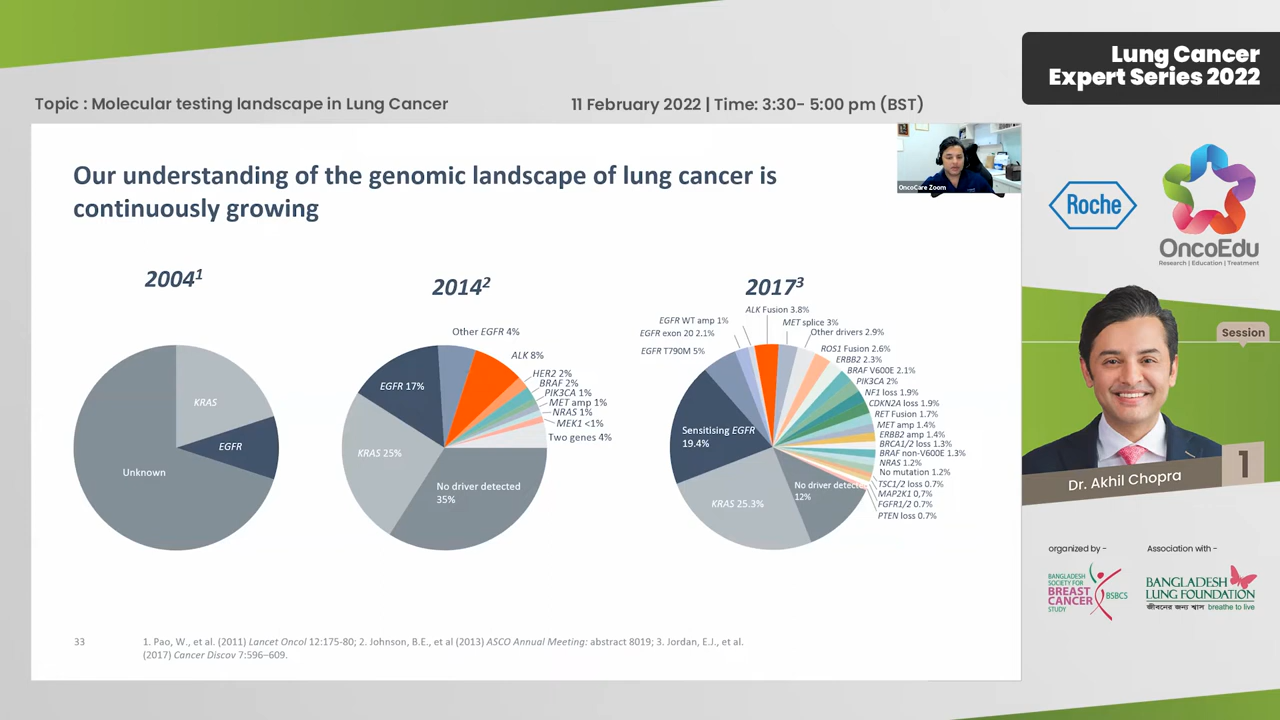 Lung Cancer
Expert Series 2022
Topic : Molecular testing landscape in Lung Cancer
11 February 2022 | Time: 3:30- 5:00 pm (BST)
OncoCare Zoom
Our understanding of the genomic landscape of lung cancer is
continuously growing
2004¹
KRAS
EGFR
Unknown
2014²
Other EGFR 4%
ALK 8%
HER2 2%
BRAF 2%
PIK3CA 1%
MET amp 1%
NRAS 1%
MEK1 <1%
Two genes 4%
EGFR 17%
KRAS 25%
No driver detected
35%
2017³
ALK Fusion 3.8%
EGFR WT amp 1%
EGFR exon 20 2.1%
EGFR T790M 5%
MET splice 3%
Other drivers 2.9%
ROS1 Fusion 2.6%
ERBB2 2.3%
BRAF V600E 2.1%
PIK3CA 2%
NF1 loss 1.9%
CDKN2A loss 1.9%
RET Fusion 1.7%
MET amp 1.4%
ERBB2 amp 1.4%
BRCA1/2 loss 1.3%
BRAF non-V600E 1.3%
NRAS 1.2%
No mutation 1.2%
TSC1/2 loss 0.7%
MAP2K1 0,7%
FGFR1/2 0.7%
PTEN loss 0.7%
Sensitising EGFR
19.4%
KRAS 25.3%
No driver detected
12%
33
1. Pao, W., et al. (2011) Lancet Oncol 12:175-80; 2. Johnson, B.E., et al (2013) ASCO Annual Meeting: abstract 8019; 3. Jordan, E.J., et al.
(2017) Cancer Discov 7:596–609.
Roche
OncoEdu
Research | Education | Treatment
Session
1
Dr. Akhil Chopra
organized by -
Association with -
BANGLADESH
SOCIETY FOR
BREAST
CANCER
STUDY
BSBCS
BANGLADESH
LUNG FOUNDATION
জীবনের জন্য শ্বাস breathe to live